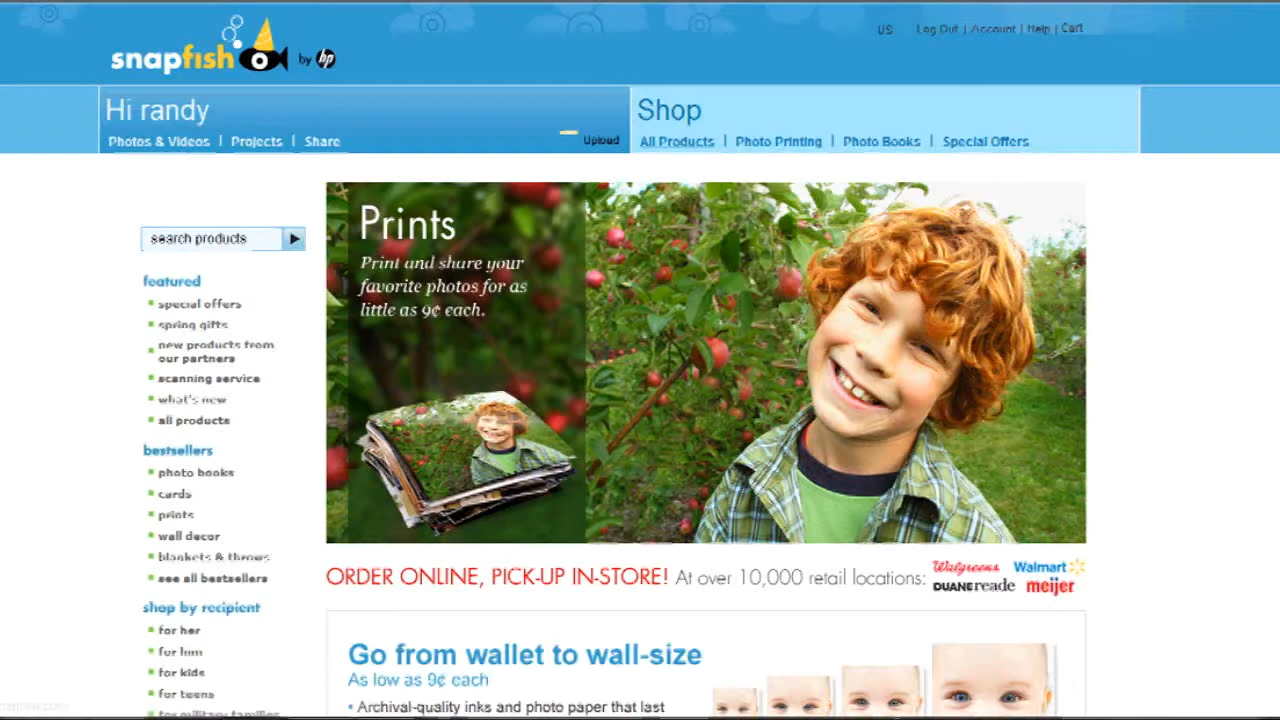 snapfish by hp
US Log Out | Account | Help | Cart
Hi randy
Photos & Videos | Projects | Share
Upload
Shop
All Products | Photo Printing | Photo Books | Special Offers
search products
featured
special offers
spring gifts
new products from
our partners
scanning service
what's new
all products
bestsellers
photo books
cards
prints
wall decor
blankets & throws
see all bestsellers
shop by recipient
for her
for him
for kids
for teens
for military families
Prints
Print and share your
favorite photos for as
little as 9¢ each.
ORDER ONLINE, PICK-UP IN-STORE! At over 10,000 retail locations:
Walgreens Walmart
DUANEreade meijer
Go from wallet to wall-size
As low as 9¢ each
• Archival-quality inks and photo paper that last